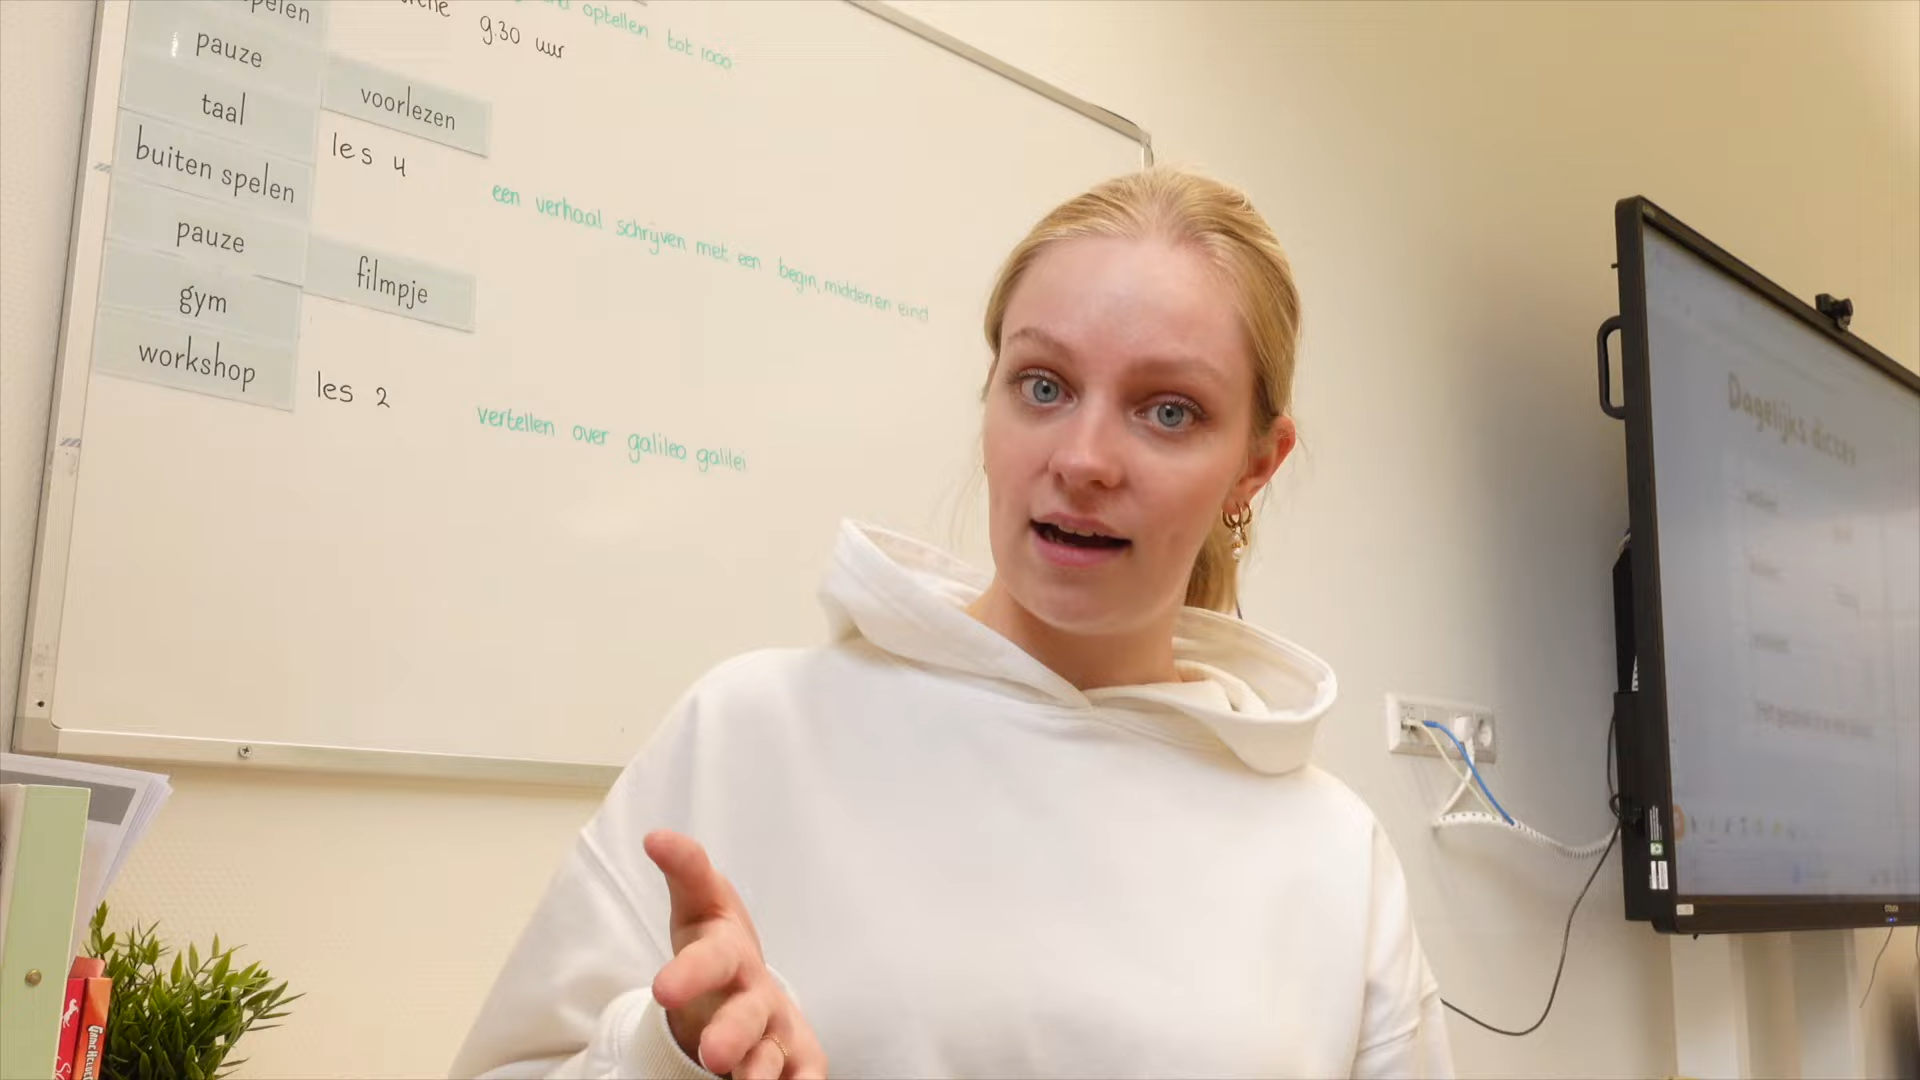 spelen
9.30 uur
optellen tot 1000
pauze
voorlezen
taal
les 4
een verhaal schrijven met een begin, midden en eind
buiten spelen
pauze
filmpje
gym
workshop
les 2
vertellen over galileo galilei
Dagelijks dictee